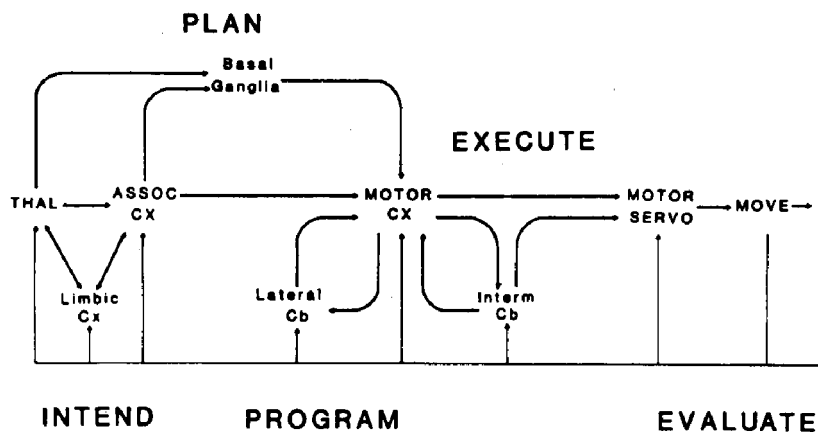 PLAN
Basal
Ganglia
EXECUTE
THAL
ASSOC
CX
MOTOR
CX
MOTOR
SERVO
MOVE
Limbic
Cx
Lateral
Cb
Interm
Cb
INTEND
PROGRAM
EVALUATE